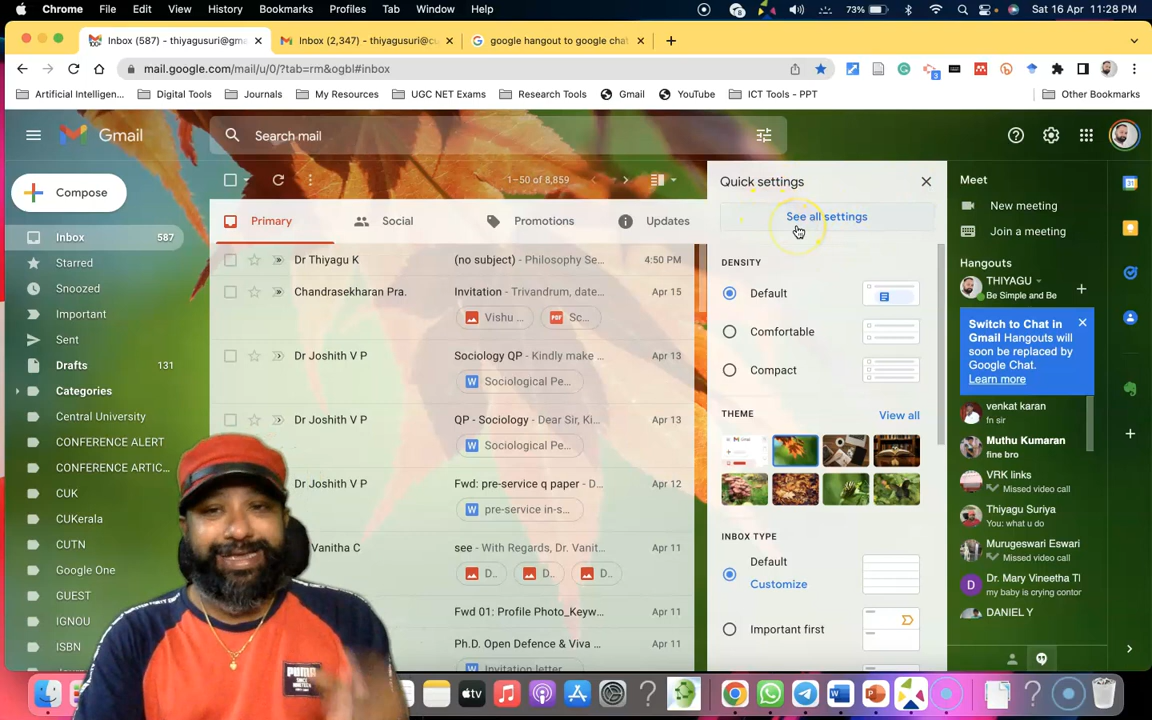 Chrome File Edit View History Bookmarks Profiles Tab Window Help 73% Sat 16 Apr 11:28 PM
Inbox (587) - thiyagusuri@gma
Inbox (2,347) - thiyagusuri@cu
google hangout to google chat
mail.google.com/mail/u/0/?tab=rm&ogbl#inbox
3
Artificial Intelligen... Digital Tools Journals My Resources UGC NET Exams Research Tools Gmail YouTube ICT Tools - PPT Other Bookmarks
Gmail
Search mail
Compose
Inbox 587
Starred
Snoozed
Important
Sent
Drafts 131
Categories
Central University
CONFERENCE ALERT
CONFERENCE ARTIC...
CUK
CUKerala
CUTN
Google One
GUEST
IGNOU
ISBN
1–50 of 8,859
Primary Social Promotions Updates
Dr Thiyagu K (no subject) - Philosophy Se... 4:50 PM
Chandrasekharan Pra. Invitation - Trivandrum, date... Apr 15
Vishu ... PDF Sc...
Dr Joshith V P Sociology QP - Kindly make ... Apr 13
W Sociological Pe...
Dr Joshith V P QP - Sociology - Dear Sir, Ki... Apr 13
W Sociological Pe...
Dr Joshith V P Fwd: pre-service q paper - D... Apr 12
W pre-service in-s...
Vanitha C see - With Regards, Dr. Vanit... Apr 11
D.. D.. D..
Fwd 01: Profile Photo_Keyw... Apr 11
Ph.D. Open Defence & Viva ... Apr 11
Invitation letter
PUMA
Quick settings
See all settings
DENSITY
Default
Comfortable
Compact
THEME View all
INBOX TYPE
Default
Customize
Important first
Meet
New meeting
Join a meeting
Hangouts
THIYAGU
Be Simple and Be
Switch to Chat in
Gmail Hangouts will
soon be replaced by
Google Chat.
Learn more
venkat karan
fn sir
Muthu Kumaran
fine bro
VRK links
Missed video call
Thiyagu Suriya
You: what u do
Murugeswari Eswari
Missed video call
D Dr. Mary Vineetha Tl
my baby is crying contor
DANIEL Y
tv
W